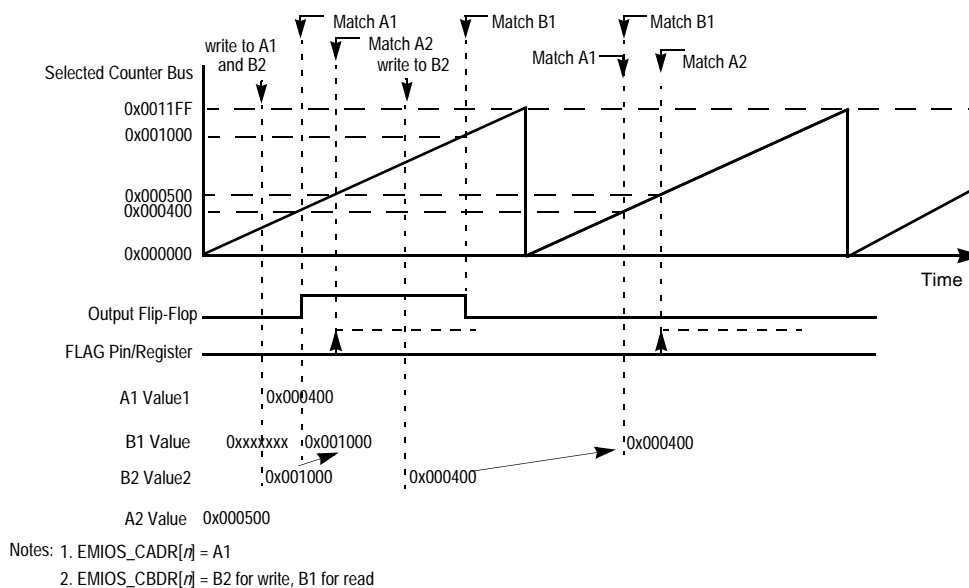 Match A1
Match B1
Match B1
write to A1
and B2
Match A2
write to B2
Match A1
Match A2
Selected Counter Bus
0x0011FF
0x001000
0x000500
0x000400
0x000000
Time
Output Flip-Flop
FLAG Pin/Register
A1 Value1
0x000400
B1 Value
0xxxxxxx
0x001000
0x000400
B2 Value2
0x001000
0x000400
A2 Value
0x000500
Notes: 1. EMIOS_CADR[n] = A1
2. EMIOS_CBDR[n] = B2 for write, B1 for read